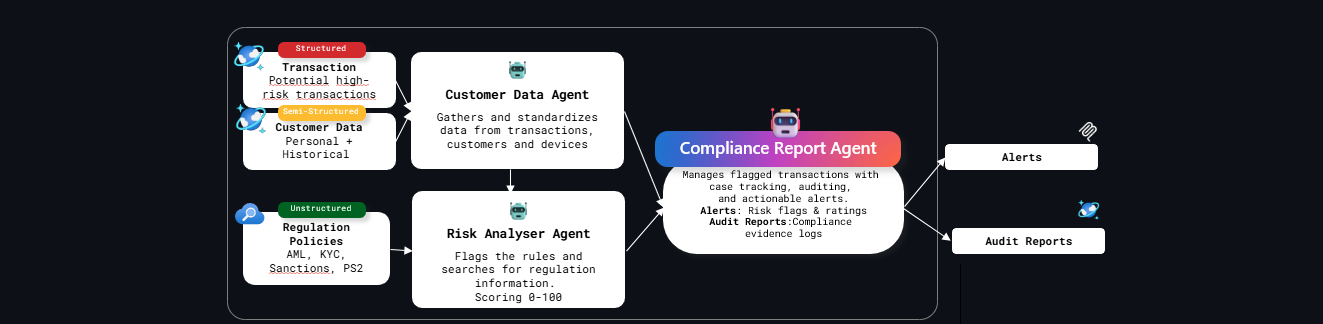 Structured
Transaction
Potential high-
risk transactions
Semi-Structured
Customer Data
Personal +
Historical
Unstructured
Regulation
Policies
AML, KYC,
Sanctions, PS2
Customer Data Agent
Gathers and standardizes
data from transactions,
customers and devices
Risk Analyser Agent
Flags the rules and
searches for regulation
information.
Scoring 0-100
Compliance Report Agent
Manages flagged transactions with
case tracking, auditing,
and actionable alerts.
Alerts: Risk flags & ratings
Audit Reports:Compliance
evidence logs
Alerts
Audit Reports